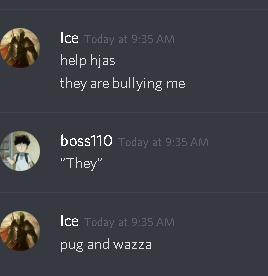 Ice Today at 9:35 AM
help hjas
they are bullying me
boss110 Today at 9:35 AM
"They"
Ice Today at 9:35 AM
pug and wazza